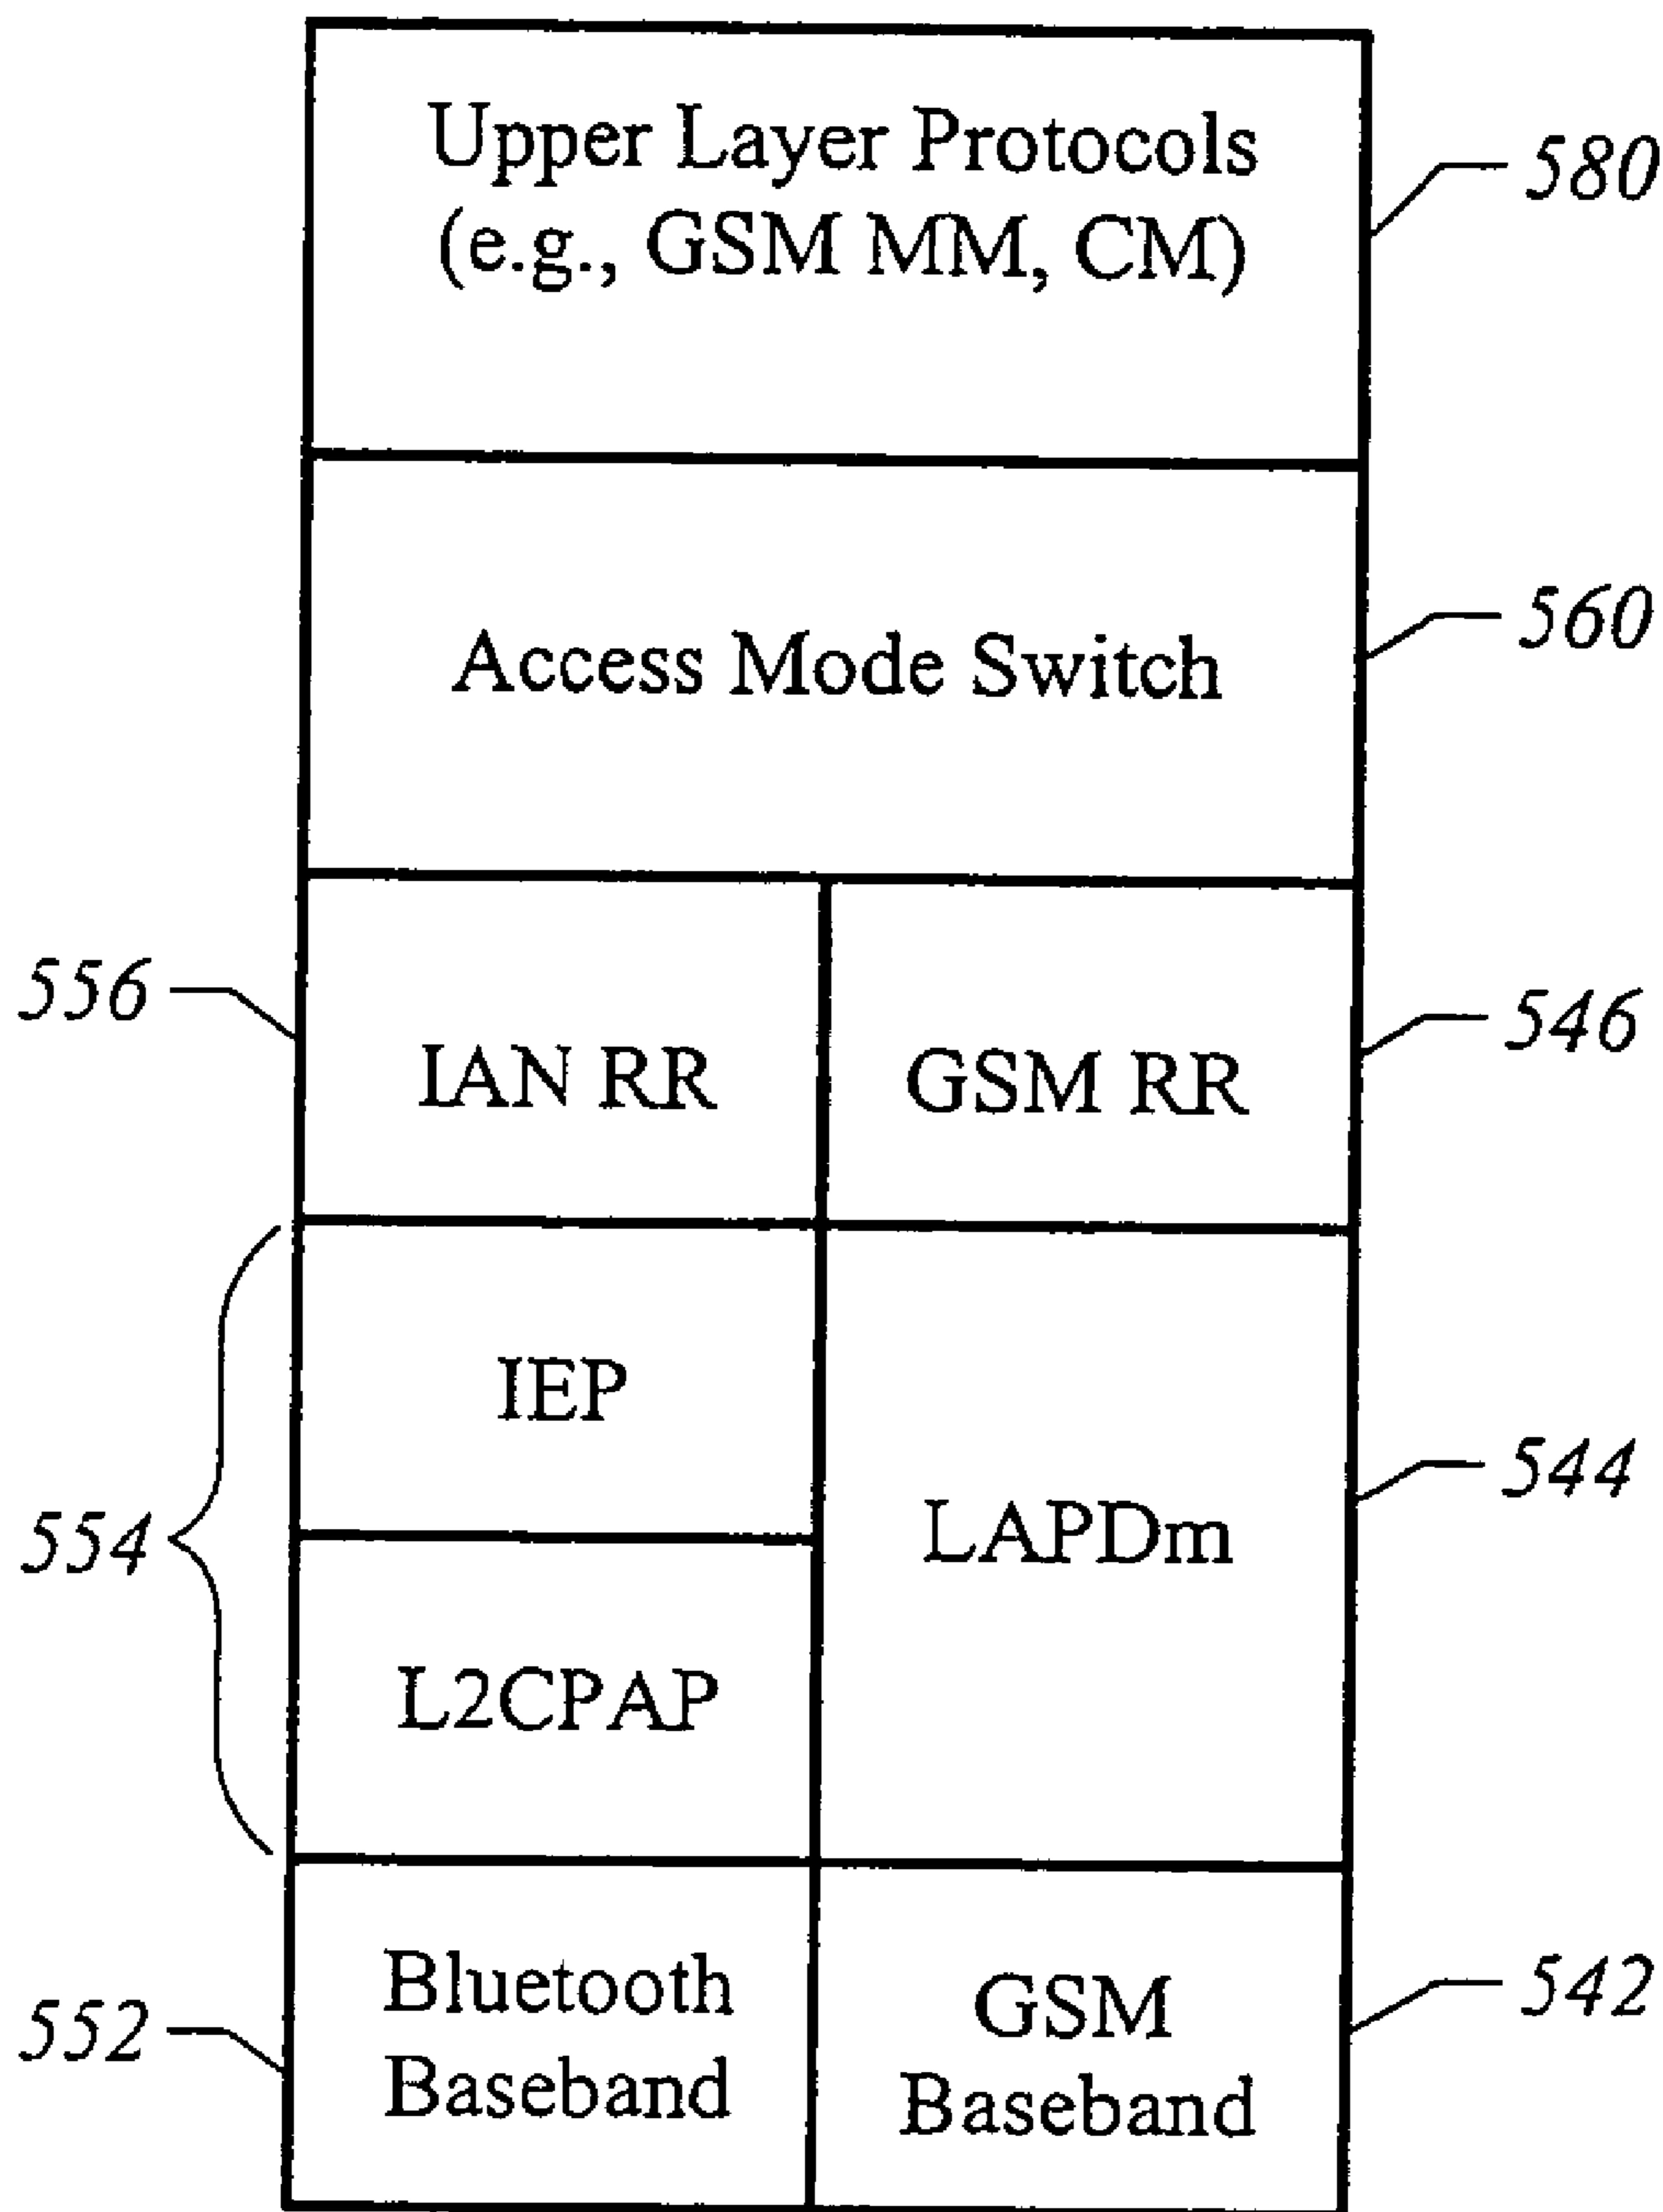 Upper Layer Protocols
(e.g., GSM MM, CM)
580
Access Mode Switch
560
556
IAN RR
GSM RR
546
IEP
554
LAPDm
544
L2CPAP
552
Bluetooth
Baseband
GSM
Baseband
542